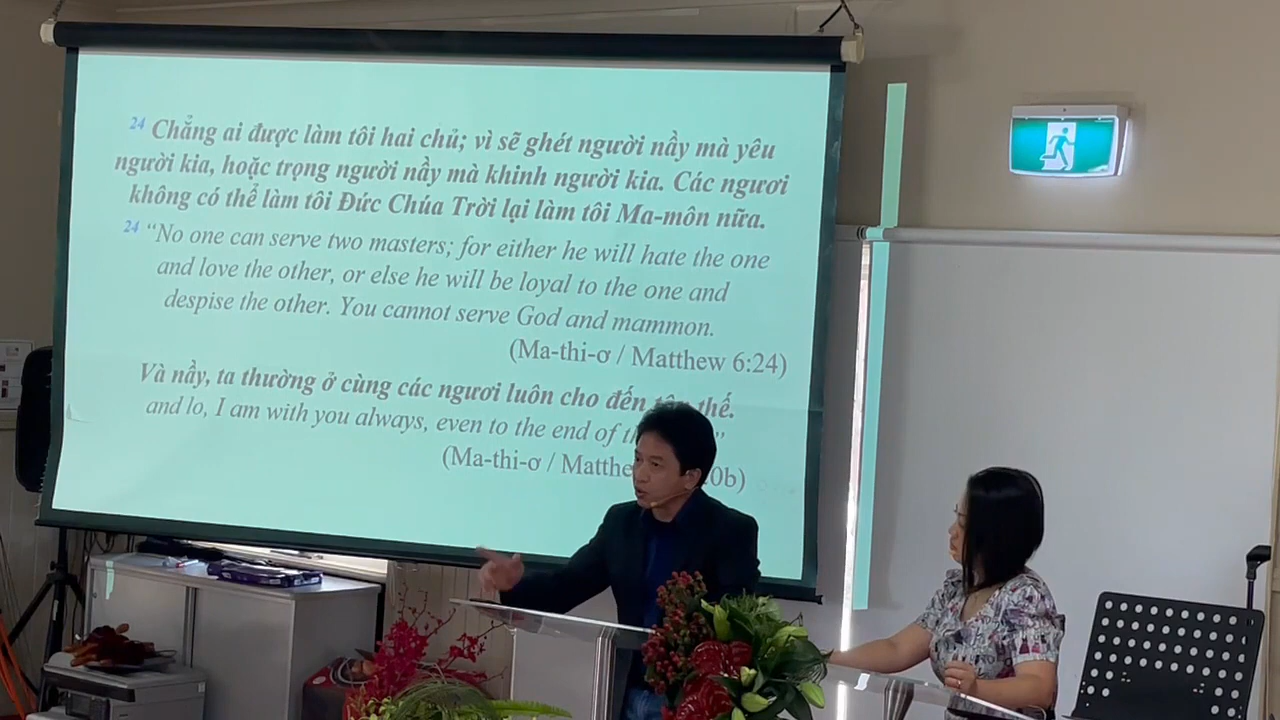 24 Chẳng ai được làm tôi hai chủ; vì sẽ ghét người nầy mà yêu
người kia, hoặc trọng người nầy mà khinh người kia. Các ngươi
không có thể làm tôi Đức Chúa Trời lại làm tôi Ma-môn nữa.
24 “No one can serve two masters; for either he will hate the one
and love the other, or else he will be loyal to the one and
despise the other. You cannot serve God and mammon.
(Ma-thi-ơ / Matthew 6:24)
Và nầy, ta thường ở cùng các ngươi luôn cho đến thế.
and lo, I am with you always, even to the end of
(Ma-thi-ơ / 0b)